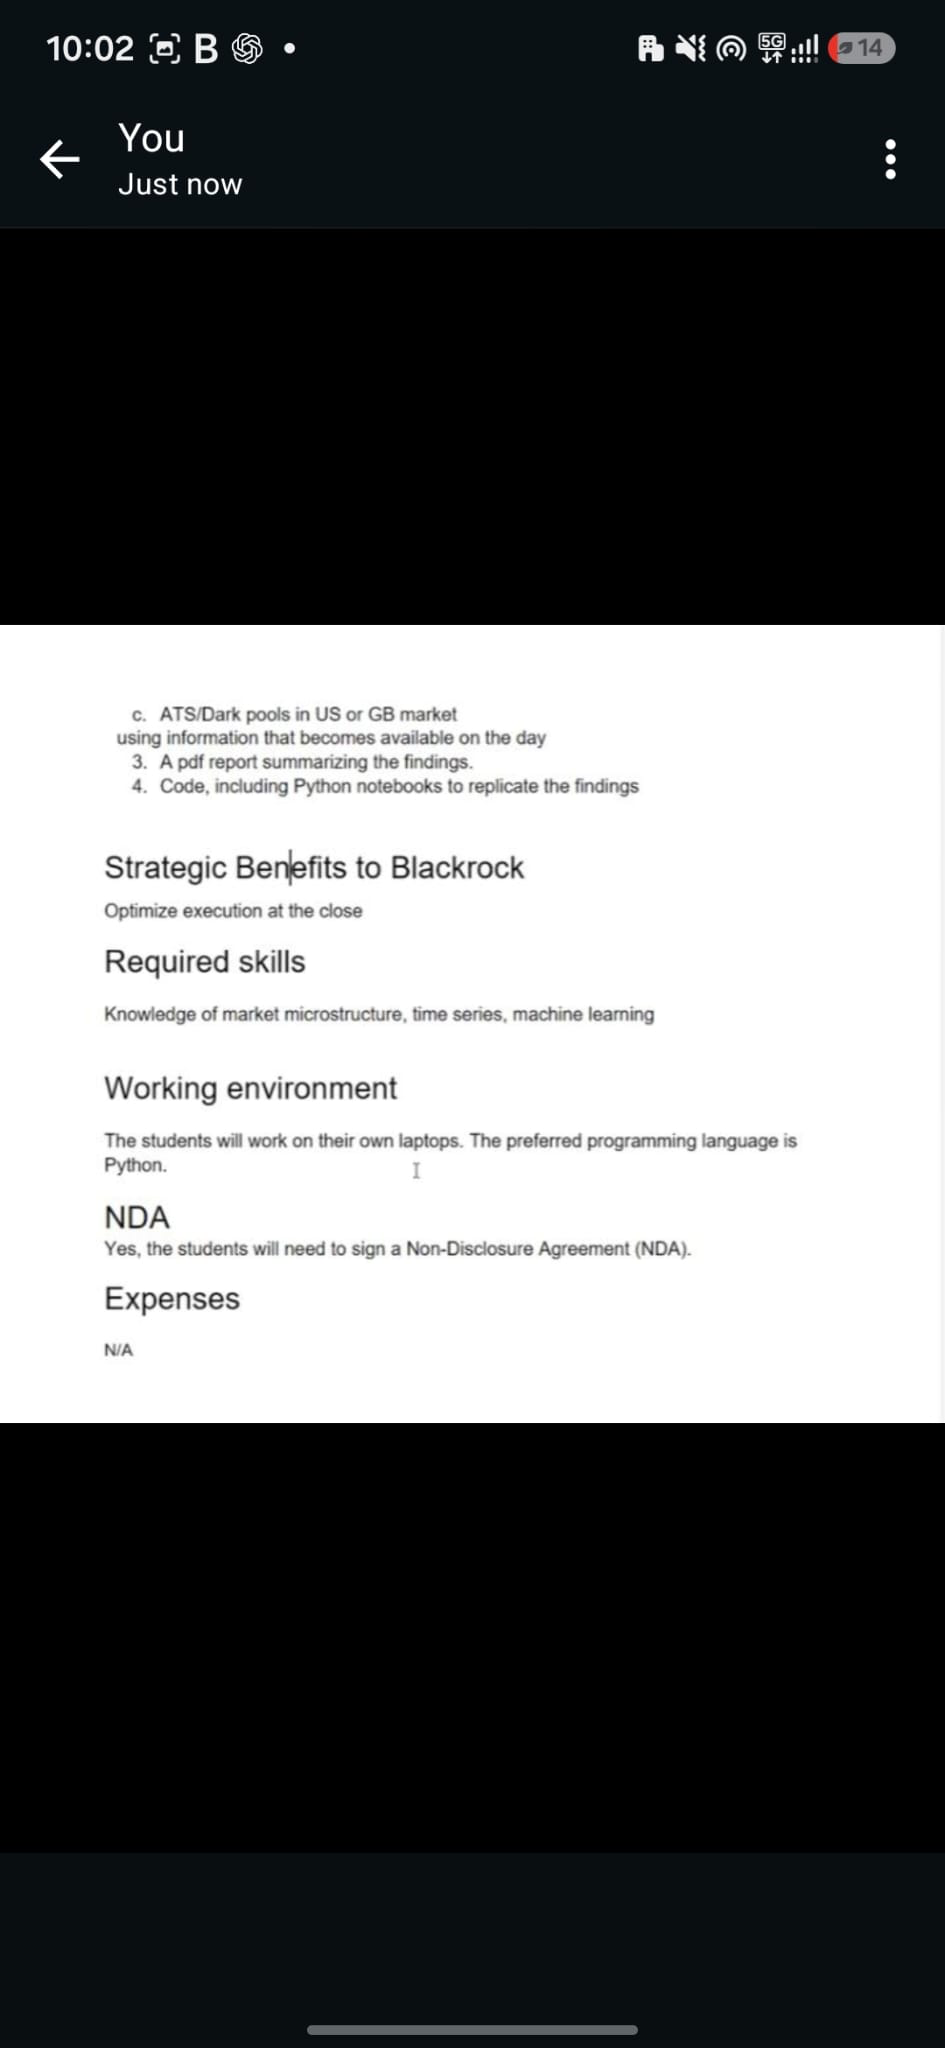 10:02 B
5G 14
You
Just now
c. ATS/Dark pools in US or GB market
using information that becomes available on the day
3. A pdf report summarizing the findings.
4. Code, including Python notebooks to replicate the findings
Strategic Benefits to Blackrock
Optimize execution at the close
Required skills
Knowledge of market microstructure, time series, machine learning
Working environment
The students will work on their own laptops. The preferred programming language is
Python.
NDA
Yes, the students will need to sign a Non-Disclosure Agreement (NDA).
Expenses
N/A